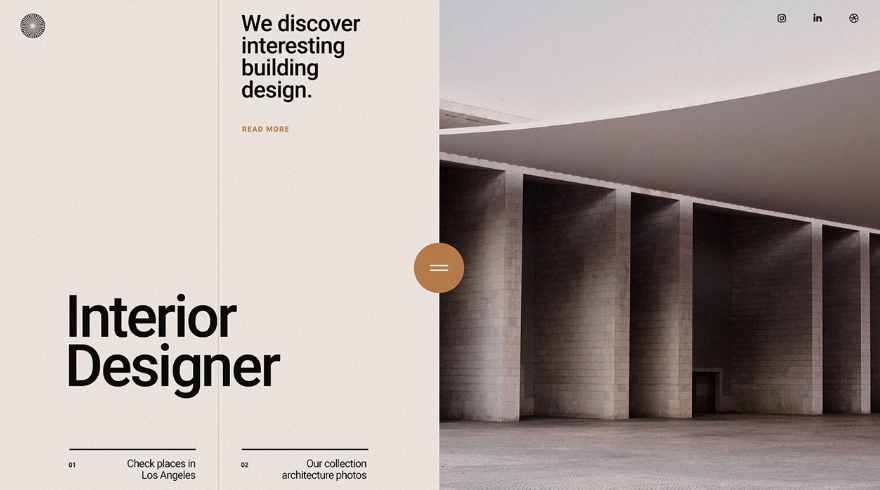 We discover
interesting
building
design.
READ MORE
Interior
Designer
01
Check places in
Los Angeles
02
Our collection
architecture photos
in